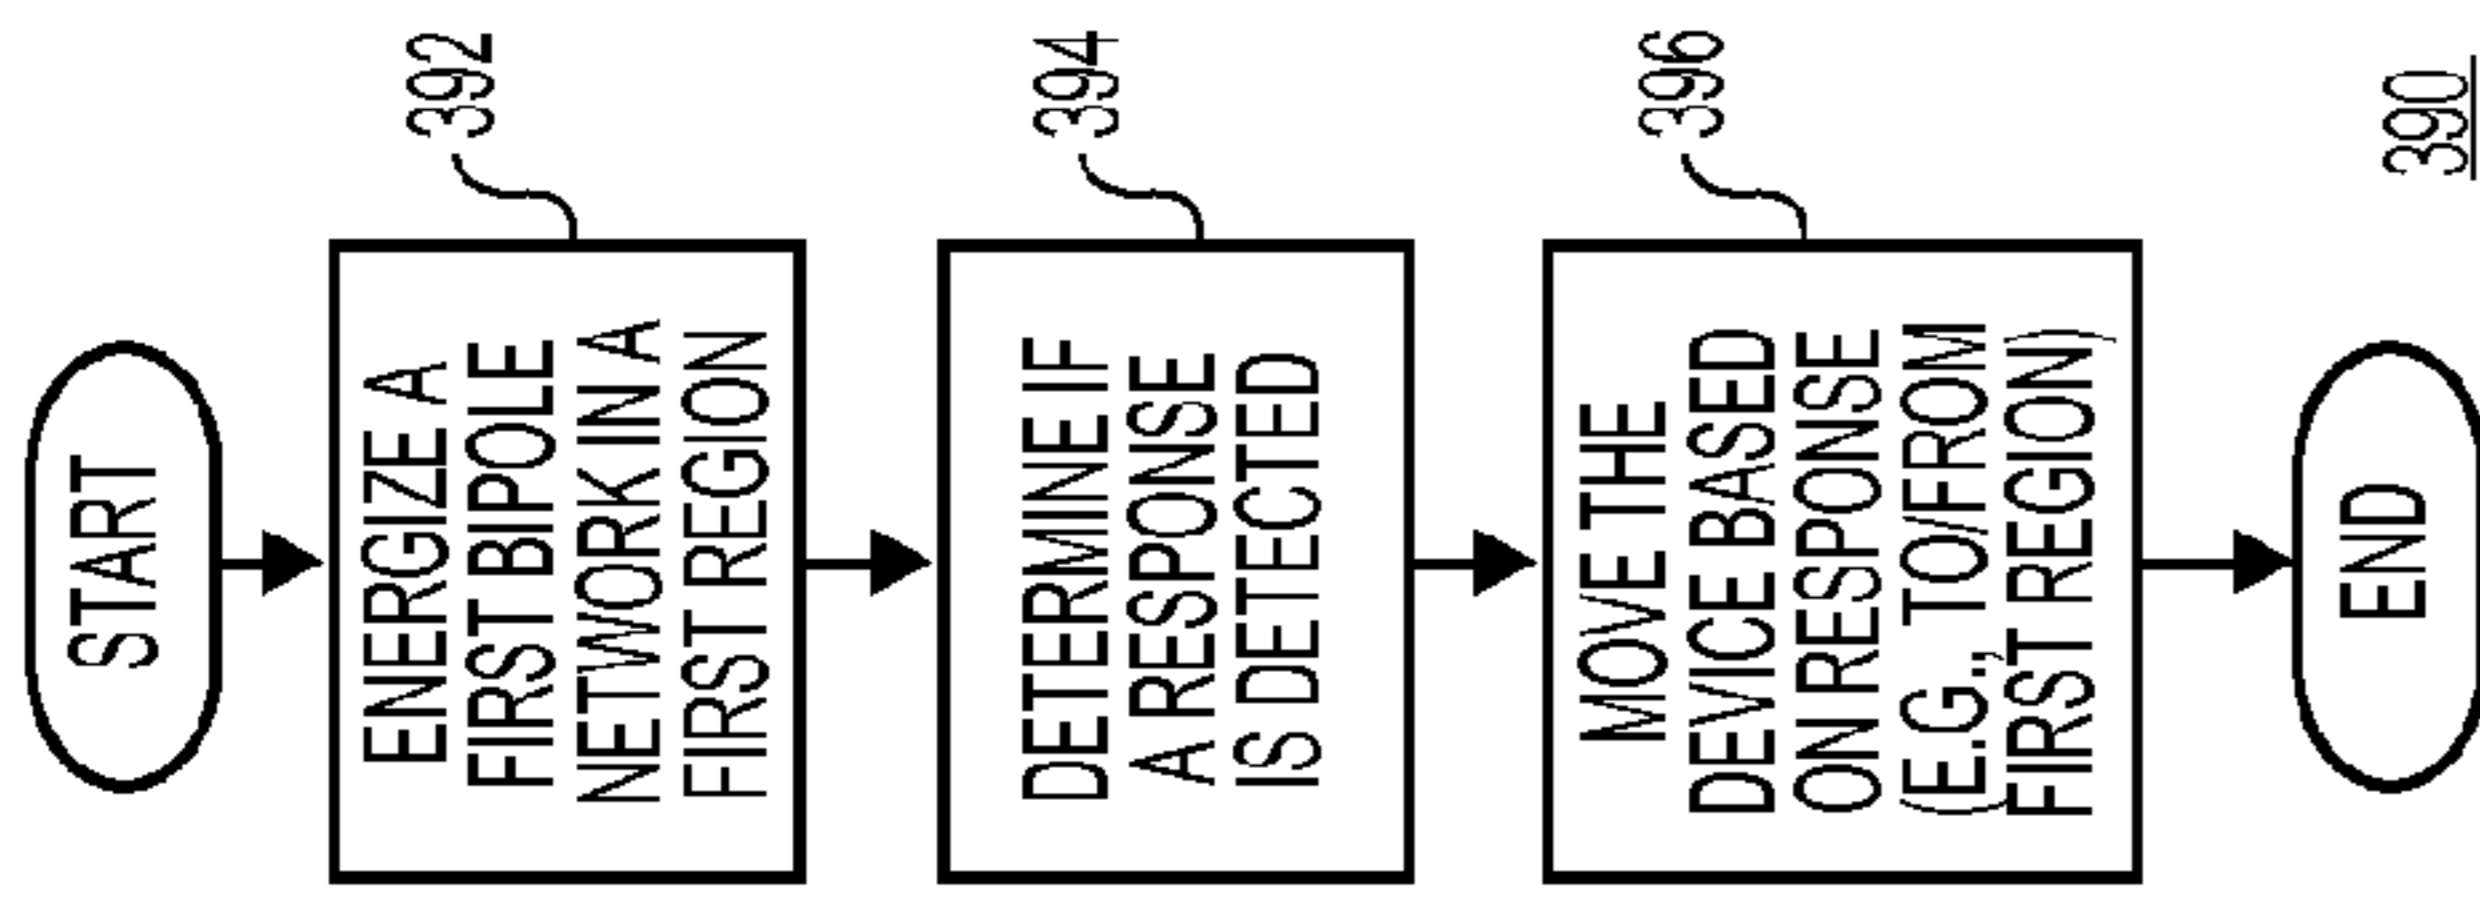 START
ENERGIZE A
FIRST BIPOLE
NETWORK IN A
FIRST REGION
392
DETERMINE IF
A RESPONSE
IS DETECTED
394
MOVE THE
DEVICE BASED
ON RESPONSE
(E.G., TO/FROM
FIRST REGION)
396
END
390